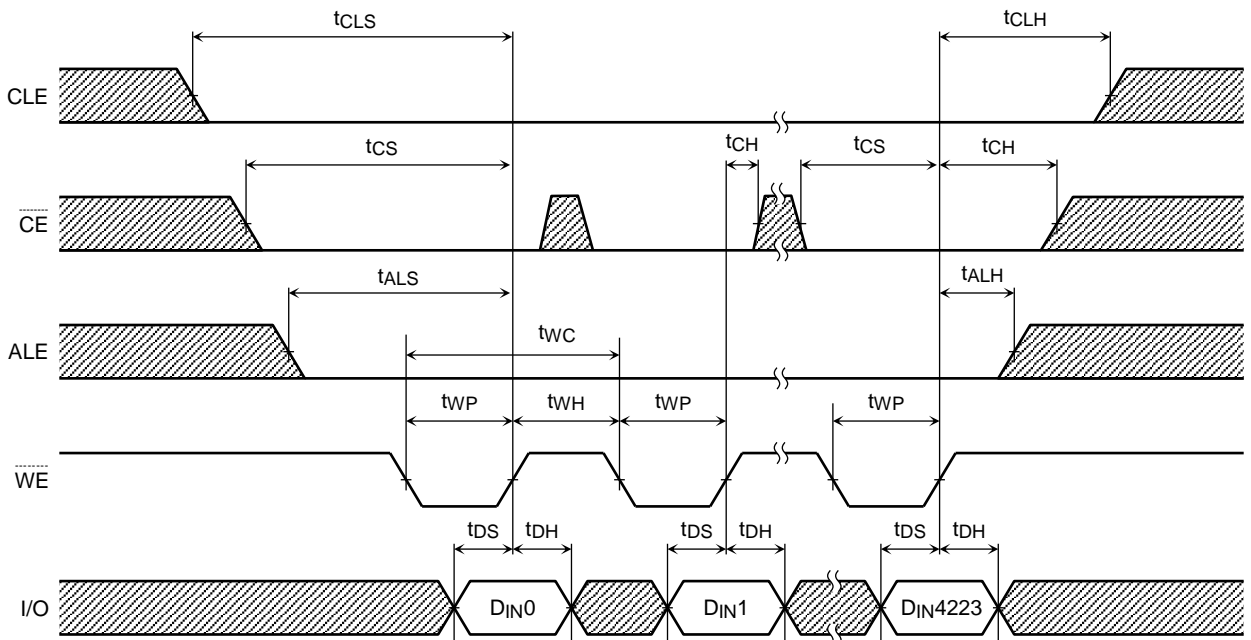 tCLS
tCLH
CLE
tCS
tCH
tCS
tCH
CE
tALS
tALH
ALE
tWC
tWP
tWH
tWP
tWP
WE
tDS
tDH
tDS
tDH
tDS
tDH
I/O
DIN0
DIN1
DIN4223